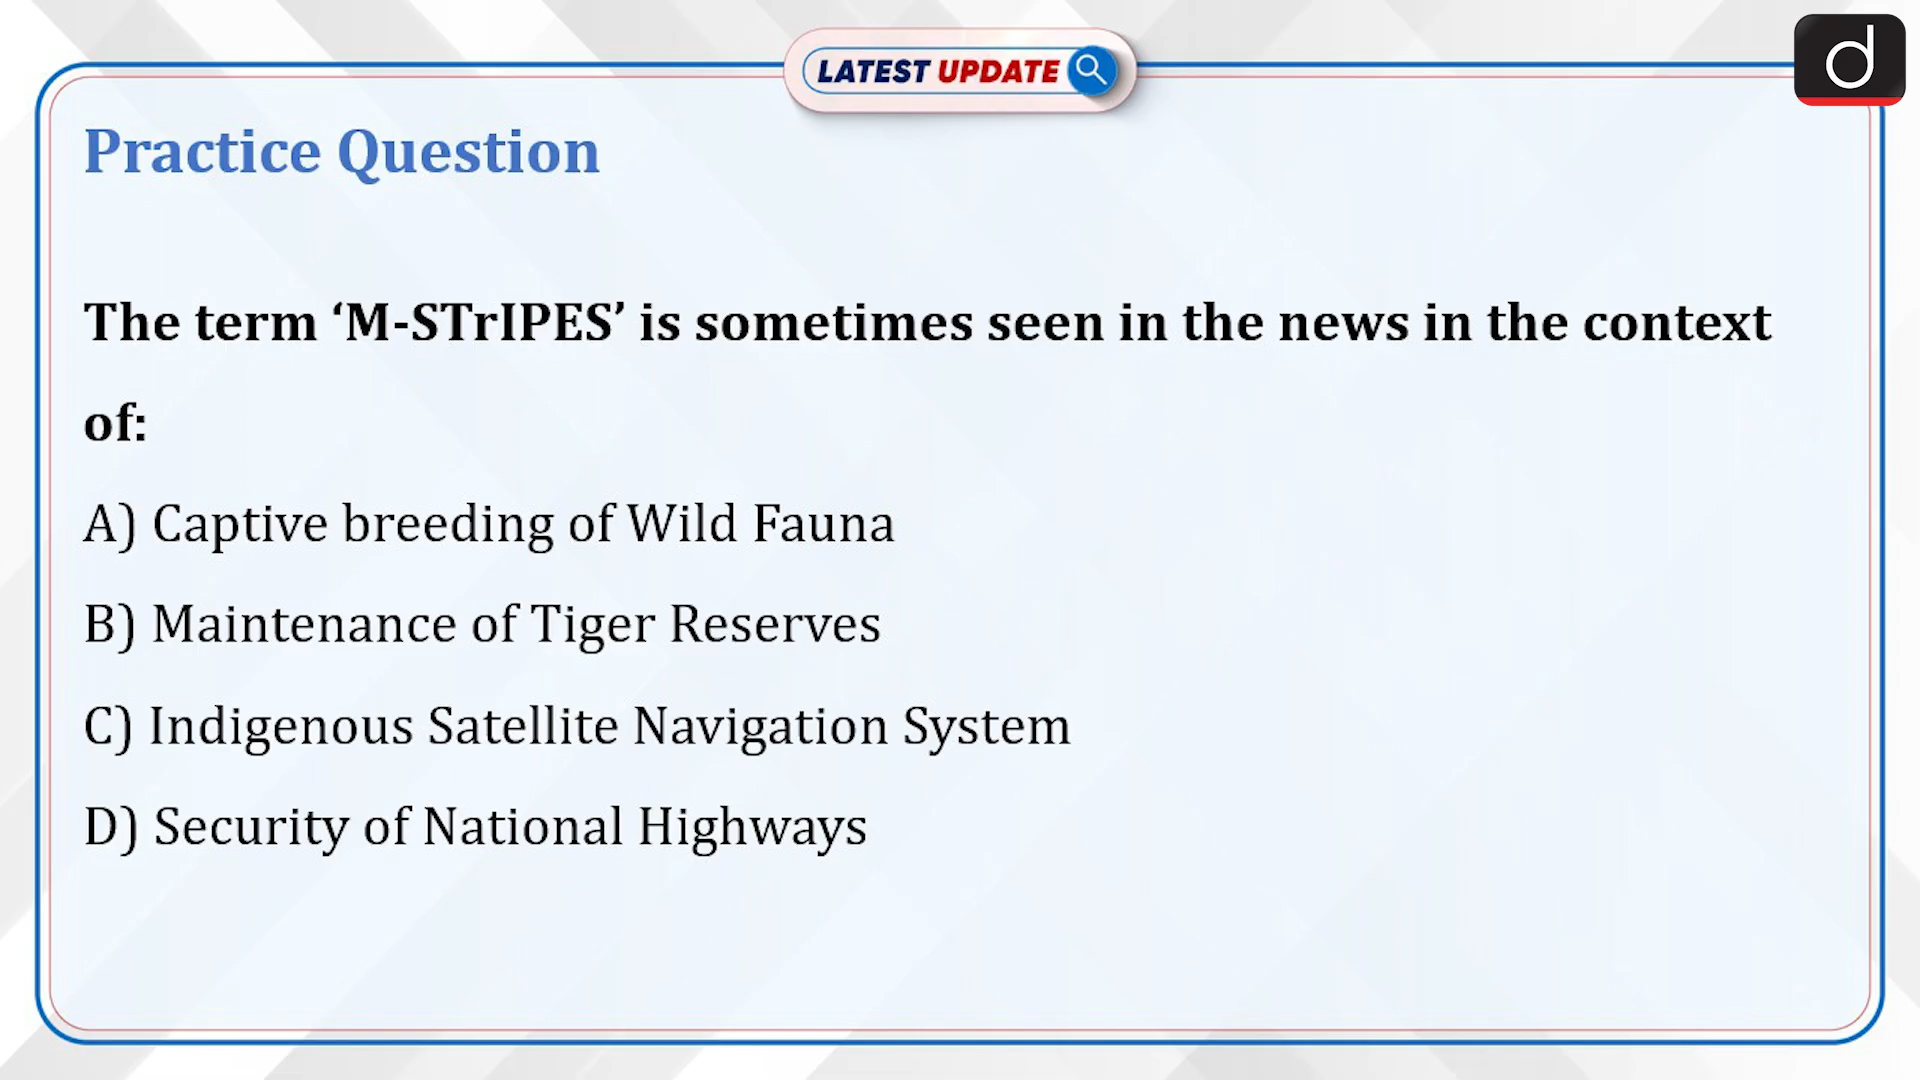 LATEST UPDATE
d
Practice Question
The term ‘M-STrIPES’ is sometimes seen in the news in the context
of:
A) Captive breeding of Wild Fauna
B) Maintenance of Tiger Reserves
C) Indigenous Satellite Navigation System
D) Security of National Highways